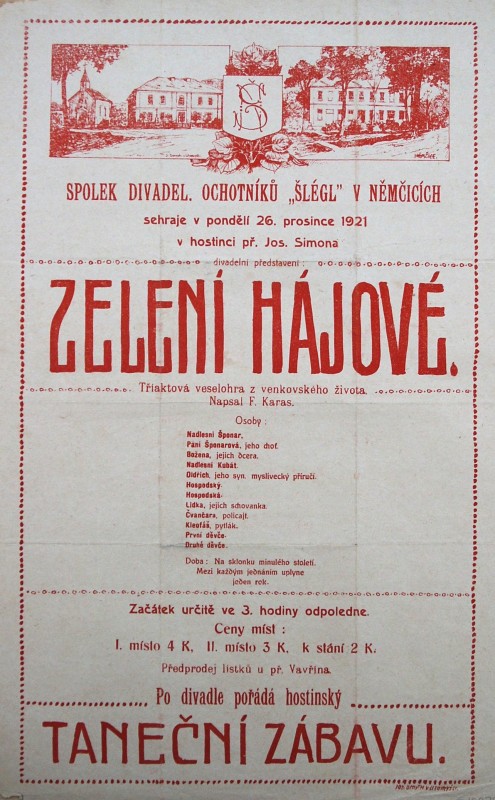 SPOLEK DIVADEL. OCHOTNÍKŮ „ŠLÉGL" V NĚMČICÍCH
sehraje v pondělí 26. prosince 1921
v hostinci př. Jos. Simona
divadelní představení :
ZELENÍ HÁJOVÉ.
Tříaktová veselohra z venkovského života.
Napsal F. Karas.
Osoby :
Nadlesní Šponar,
Paní Šponarová, jeho choť.
Božena, jejich dcera.
Nadlesní Kubát.
Oldřich, jeho syn, myslivecký příručí.
Hospodský.
Hospodská.
Lidka, jejich schovanka.
Čvančara, policajt.
Kleofáš, pytlák.
První děvče.
Druhé děvče.
Doba : Na sklonku minulého století.
Mezi každým jednáním uplyne
jeden rok.
Začátek určitě ve 3. hodiny odpoledne.
Ceny míst :
I. místo 4 K, II. místo 3 K, k stání 2 K.
Předprodej lístků u př. Vavřina.
Po divadle pořádá hostinský
TANEČNÍ ZÁBAVU.